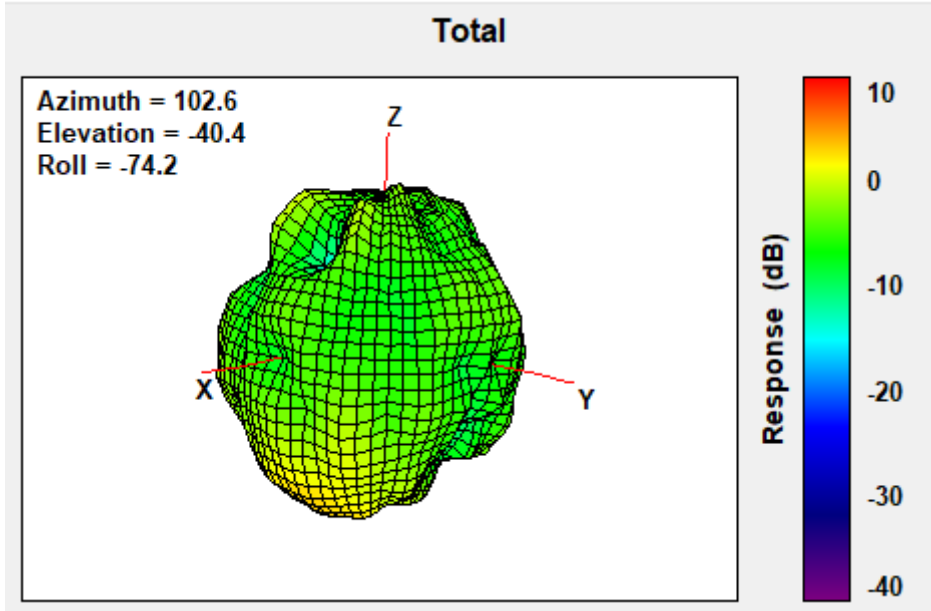 Total
Azimuth = 102.6
Elevation = -40.4
Roll = -74.2
Z
X
Y
10
0
-10
-20
-30
-40
Response (dB)